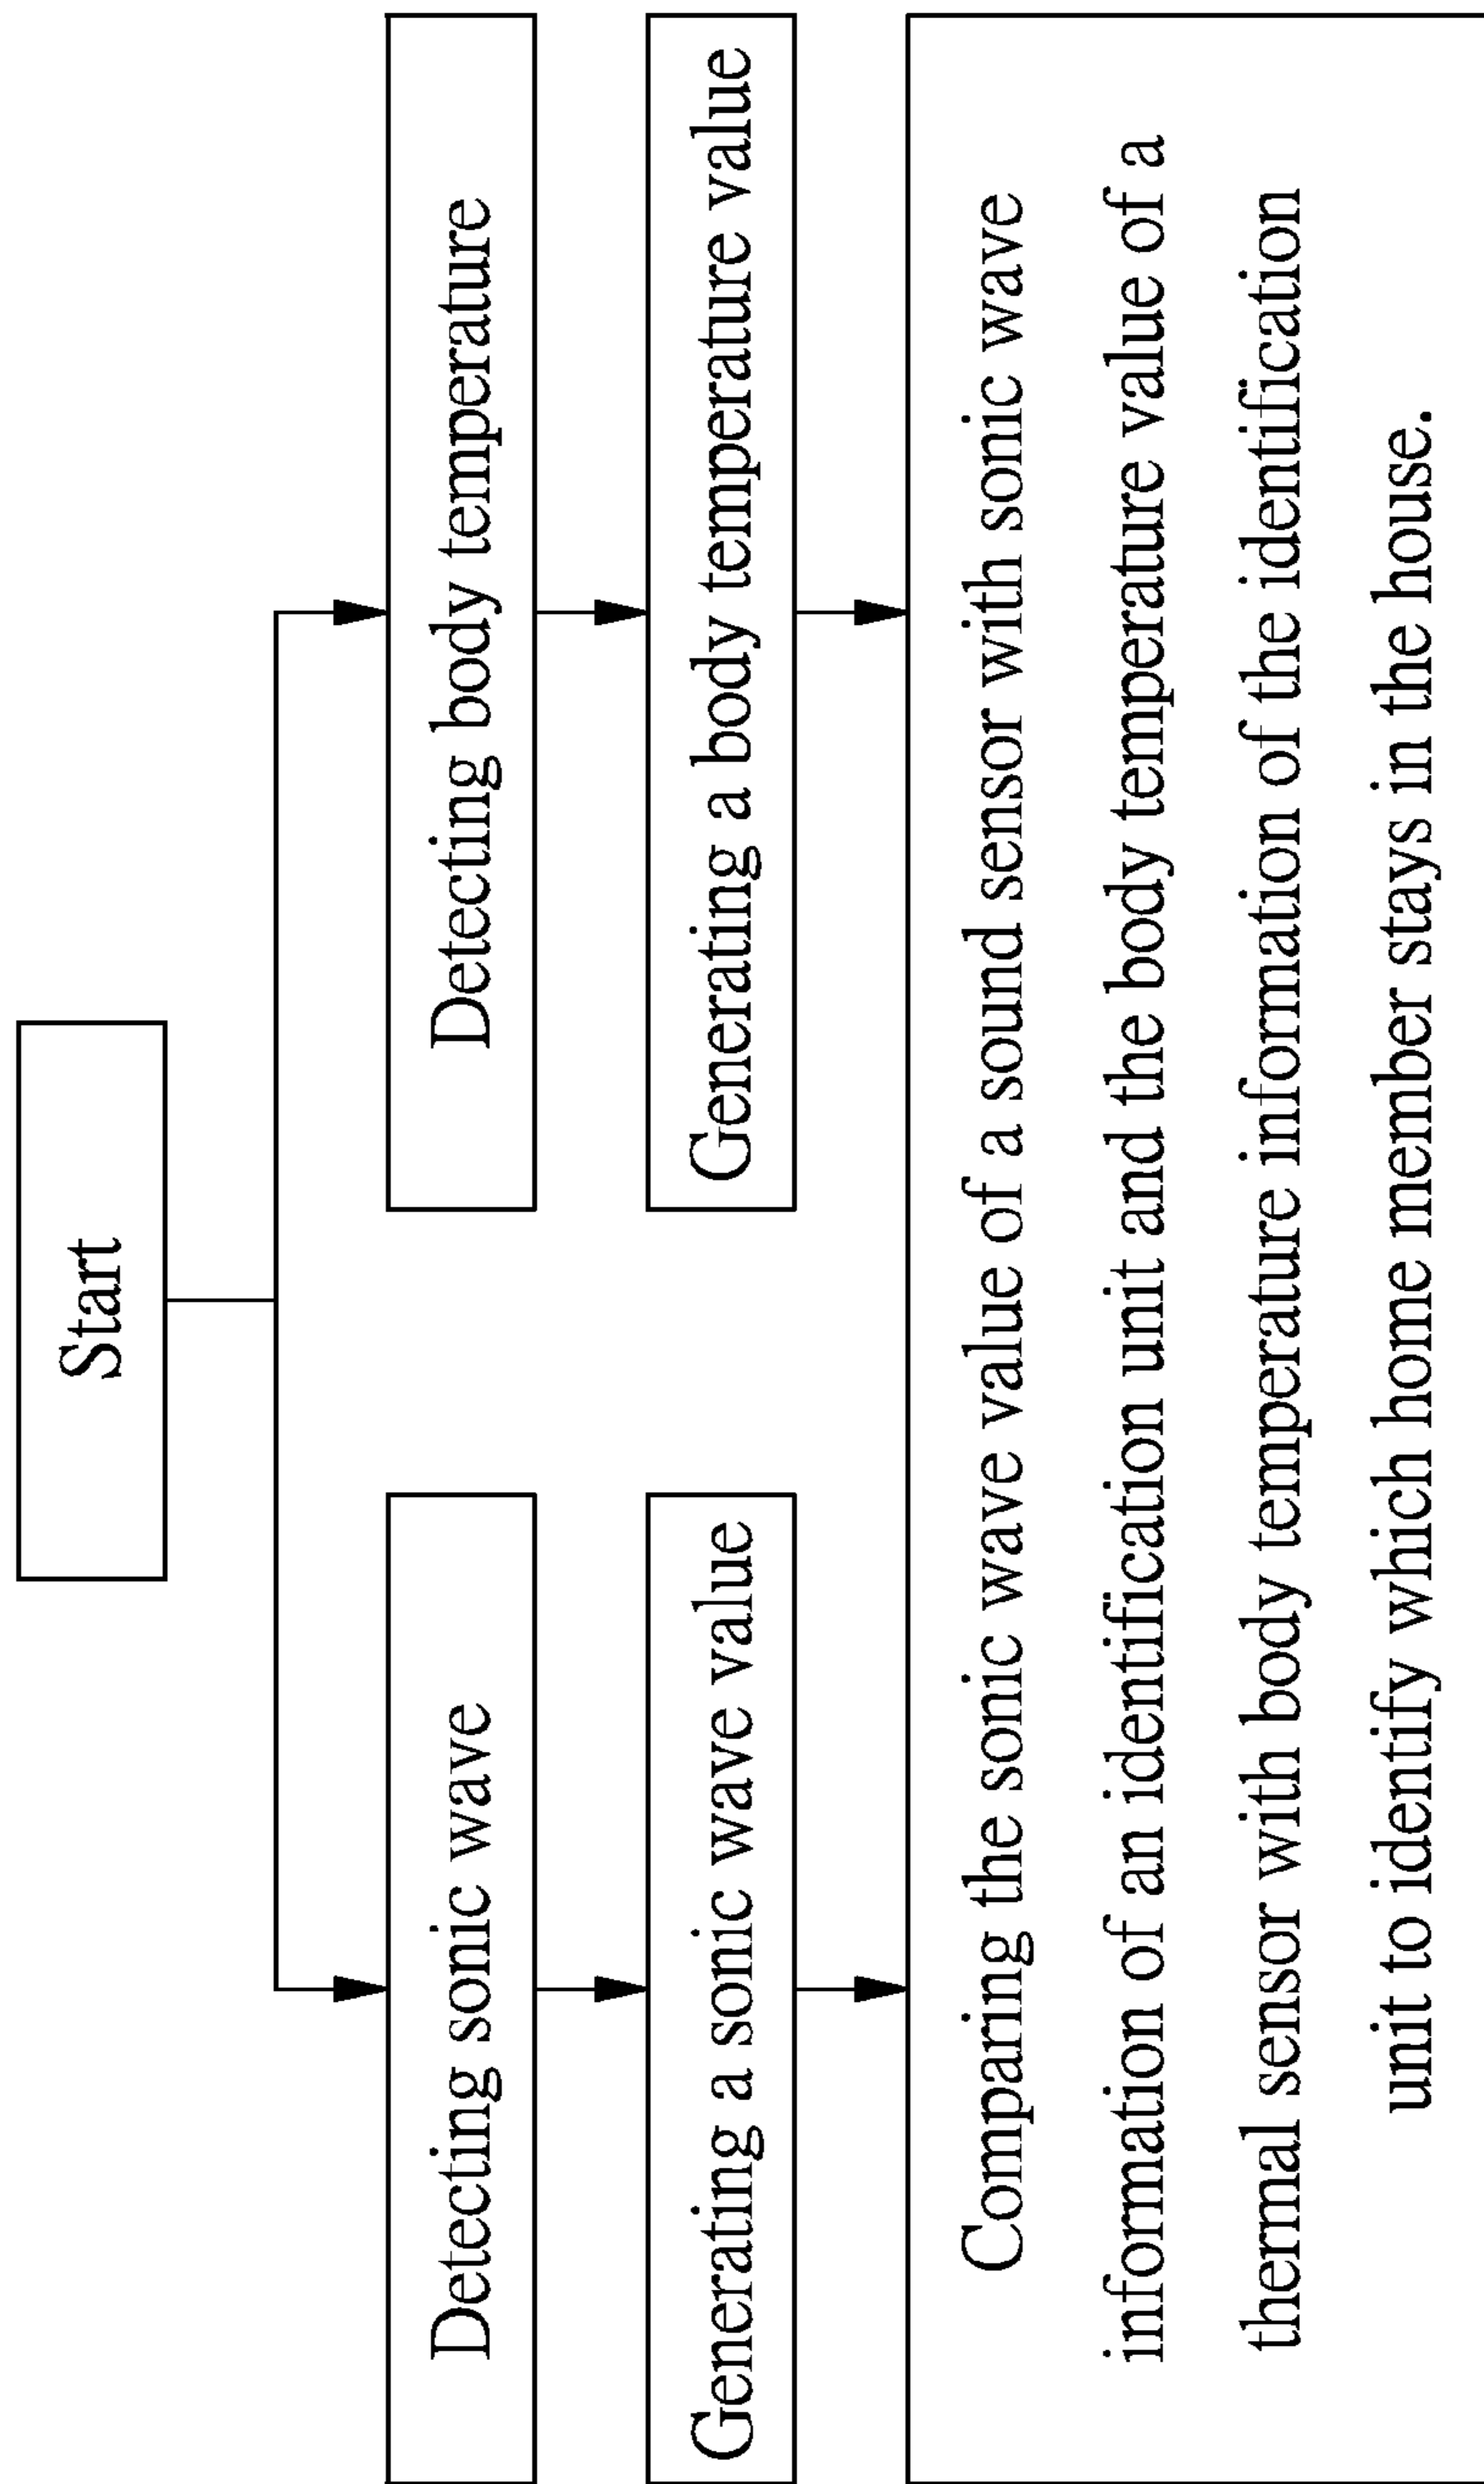 Start
Detecting sonic wave
Detecting body temperature
Generating a sonic wave value
Generating a body temperature value
Comparing the sonic wave value of a sound sensor with sonic wave
information of an identification unit and the body temperature value of a
thermal sensor with body temperature information of the identification
unit to identify which home member stays in the house.